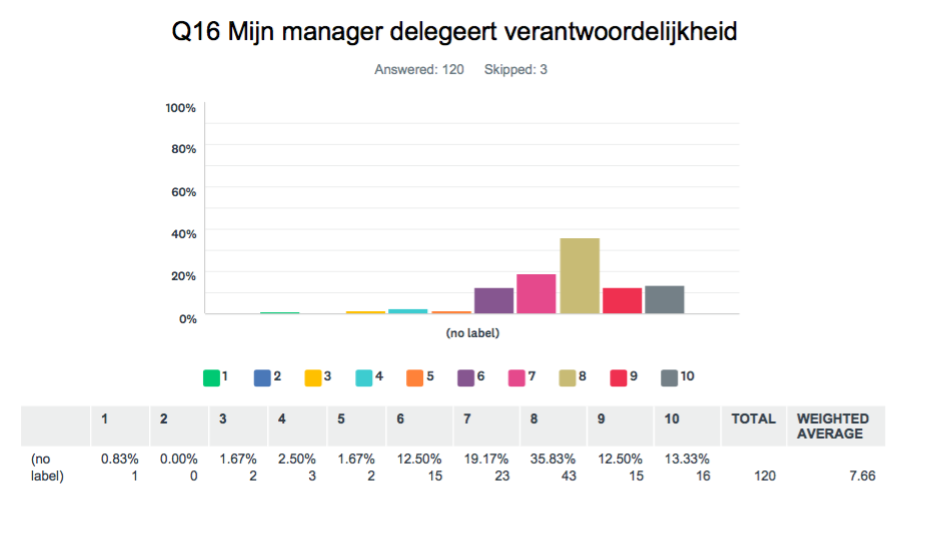 Q16 Mijn manager delegeert verantwoordelijkheid
Answered: 120 Skipped: 3
100%
80%
60%
40%
20%
0%
(no label)
1 2 3 4 5 6 7 8 9 10
1 2 3 4 5 6 7 8 9 10 TOTAL WEIGHTED
AVERAGE
(no 0.83% 0.00% 1.67% 2.50% 1.67% 12.50% 19.17% 35.83% 12.50% 13.33%
label) 1 0 2 3 2 15 23 43 15 16 120 7.66